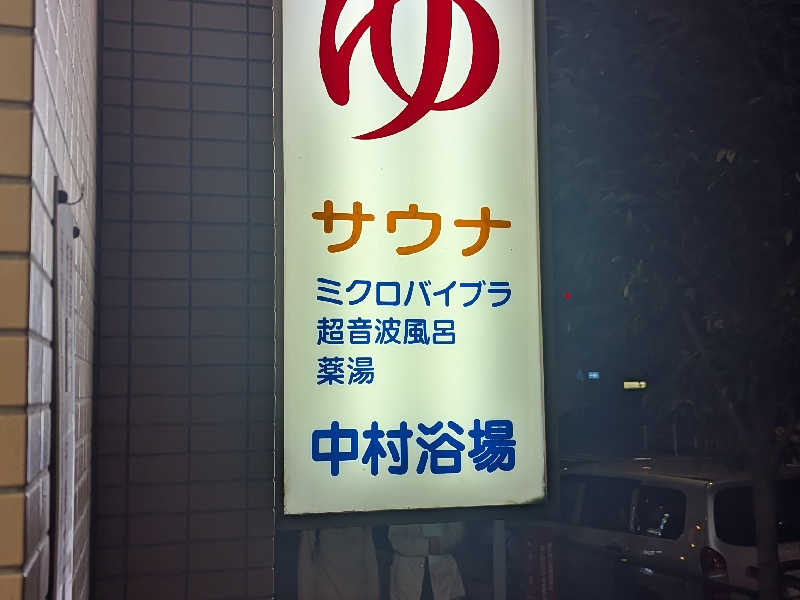 ゆ
サウナ
ミクロバイブラ
超音波風呂
薬湯
中村浴場